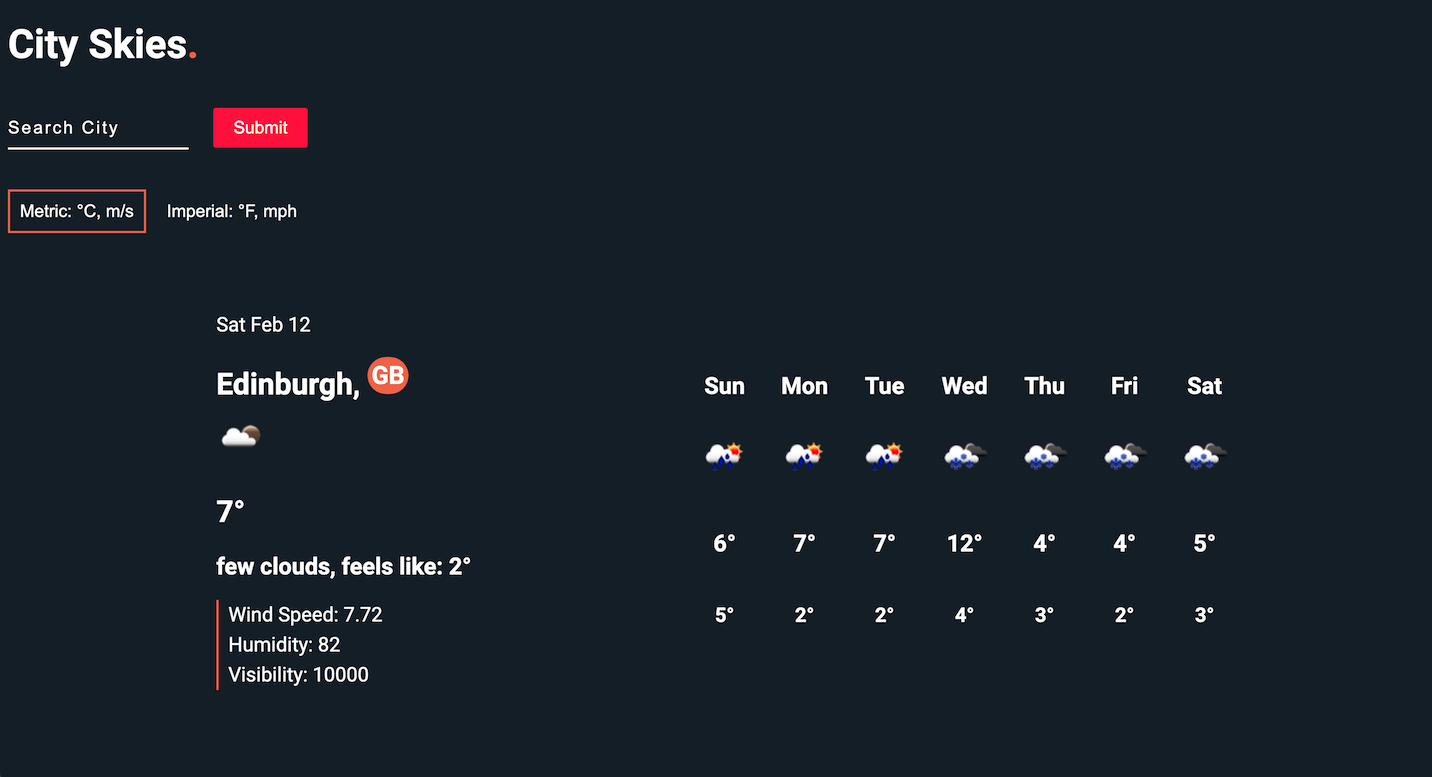 City Skies.
Search City
Submit
Metric: °C, m/s
Imperial: °F, mph
Sat Feb 12
Edinburgh, GB
7°
few clouds, feels like: 2°
Wind Speed: 7.72
Humidity: 82
Visibility: 10000
Sun Mon Tue Wed Thu Fri Sat
6° 7° 7° 12° 4° 4° 5°
5° 2° 2° 4° 3° 2° 3°